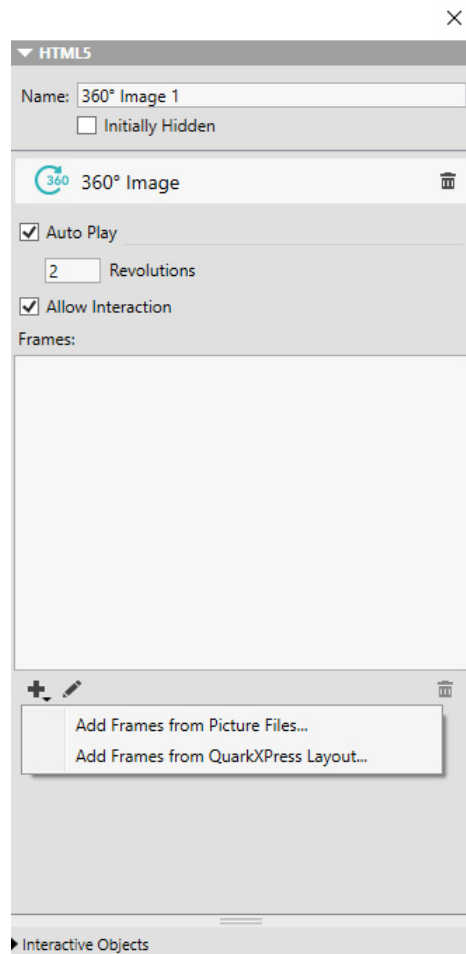 HTML5
Name: 360° Image 1
Initially Hidden
360 360° Image
Auto Play
2 Revolutions
Allow Interaction
Frames:
Add Frames from Picture Files...
Add Frames from QuarkXPress Layout...
Interactive Objects